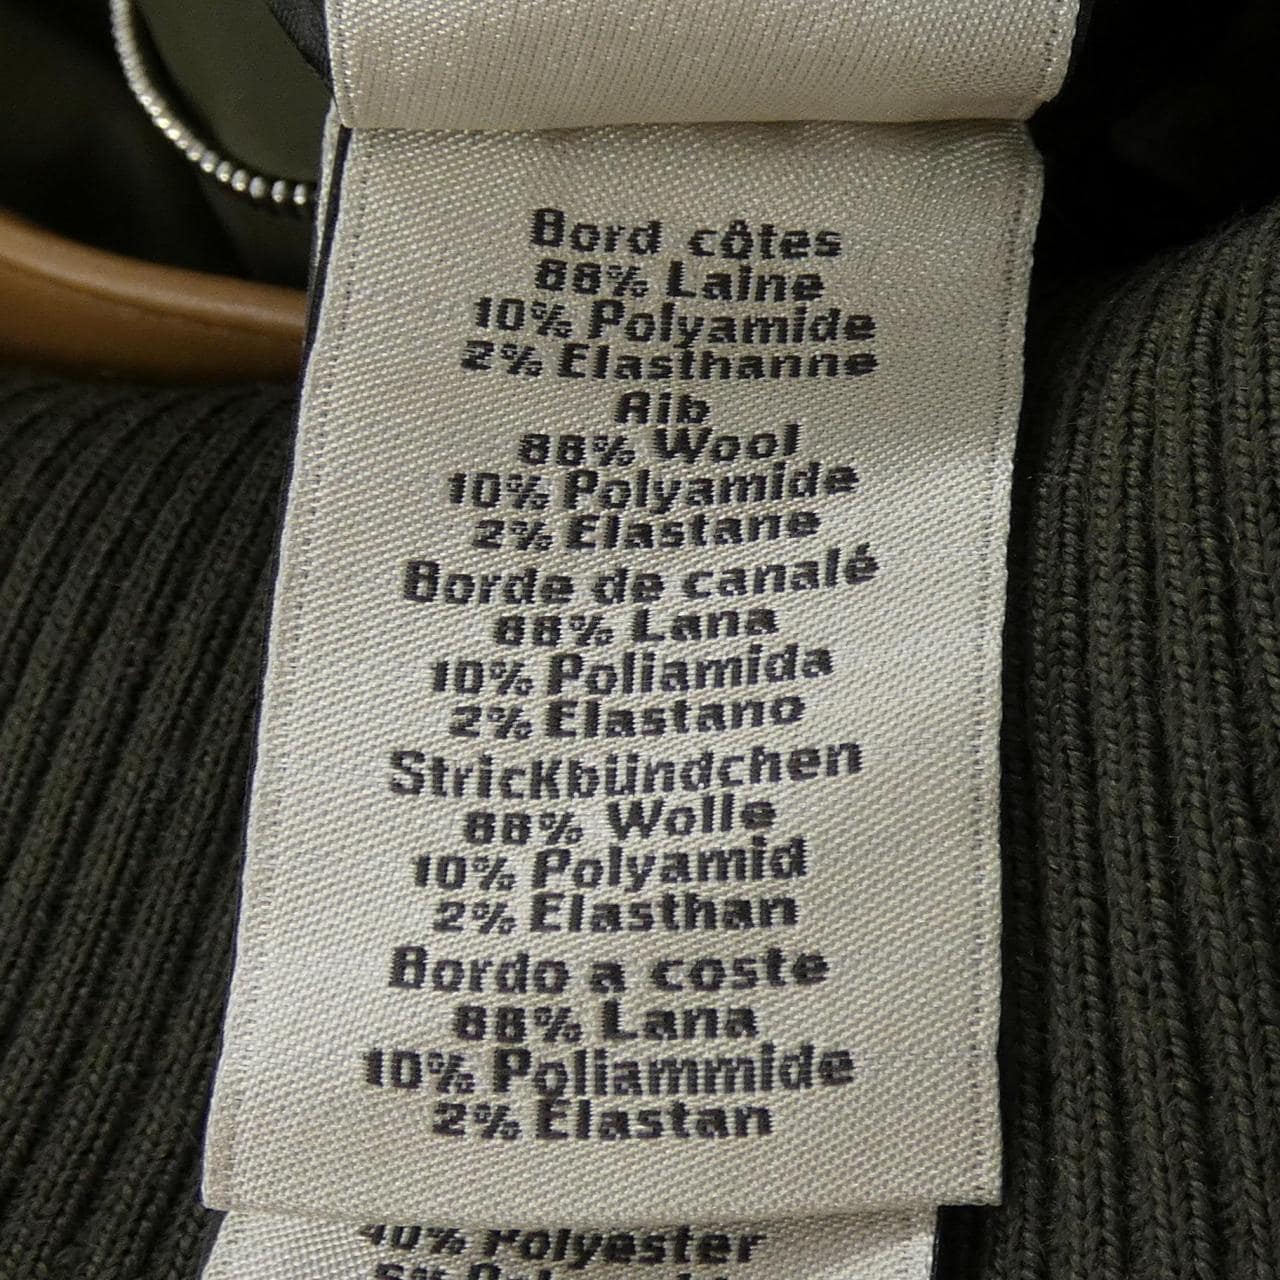 Bord côtes
88% Laine
10% Polyamide
2% Elasthanne
Rib
88% Wool
10% Polyamide
2% Elastane
Borde de canalé
88% Lana
10% Poliamida
2% Elastano
Strickbündchen
88% Wolle
10% Polyamid
2% Elasthan
Bordo a coste
88% Lana
10% Poliammide
2% Elastan
40% Polyester